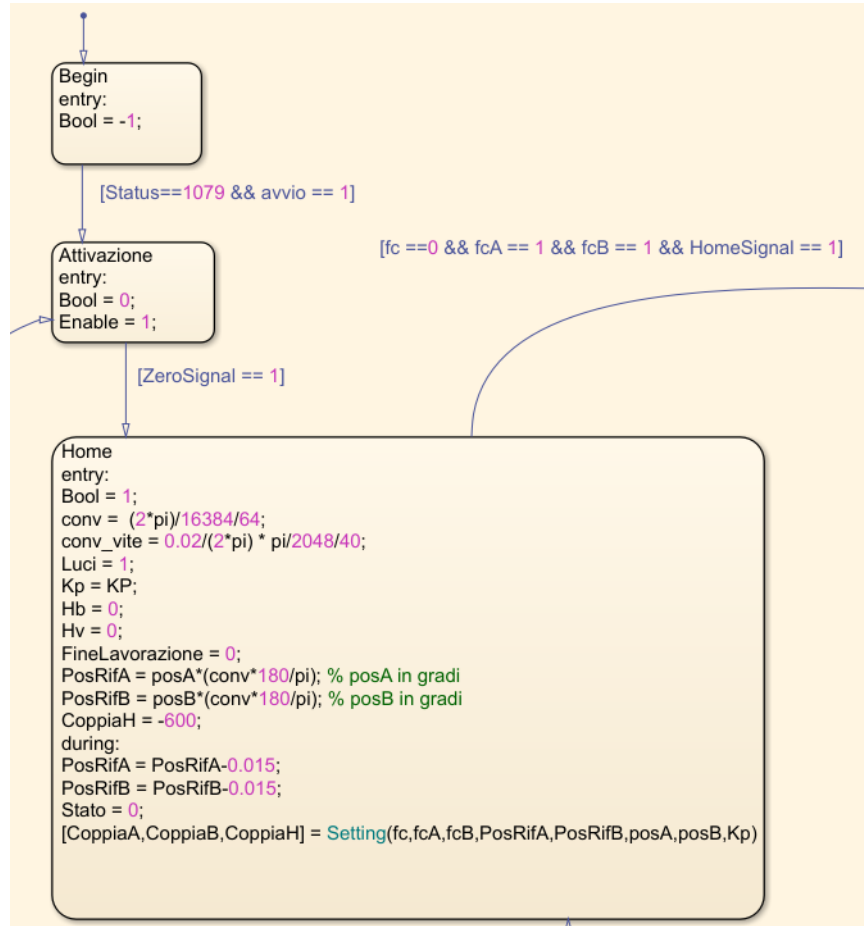 Begin
entry:
Bool = -1;
[Status==1079 && avvio == 1]
Attivazione
entry:
Bool = 0;
Enable = 1;
[fc ==0 && fcA == 1 && fcB == 1 && HomeSignal == 1]
[ZeroSignal == 1]
Home
entry:
Bool = 1;
conv =  (2*pi)/16384/64;
conv_vite = 0.02/(2*pi) * pi/2048/40;
Luci = 1;
Kp = KP;
Hb = 0;
Hv = 0;
FineLavorazione = 0;
PosRifA = posA*(conv*180/pi); % posA in gradi
PosRifB = posB*(conv*180/pi); % posB in gradi
CoppiaH = -600;
during:
PosRifA = PosRifA-0.015;
PosRifB = PosRifB-0.015;
Stato = 0;
[CoppiaA,CoppiaB,CoppiaH] = Setting(fc,fcA,fcB,PosRifA,PosRifB,posA,posB,Kp)